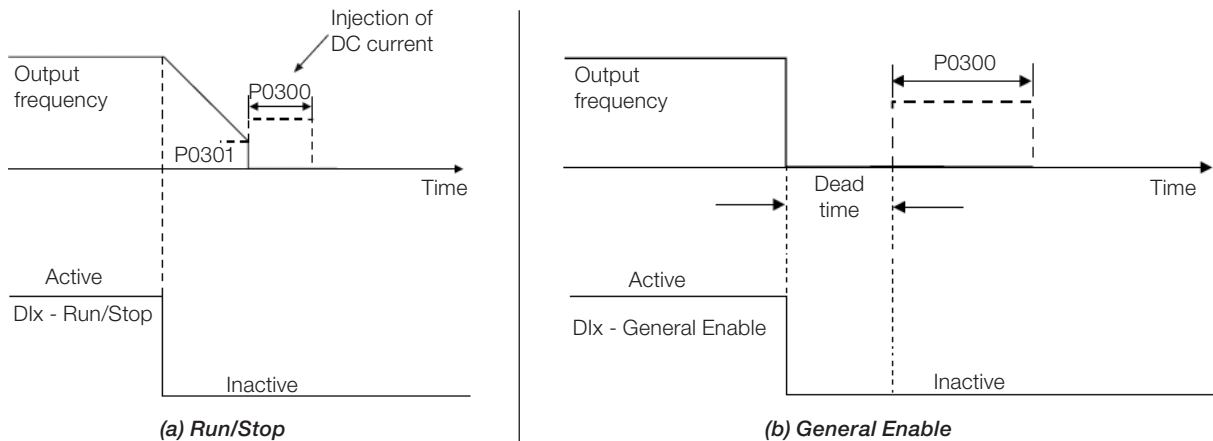 Injection of
DC current
Output
frequency
P0300
P0301
Time
Active
DIx - Run/Stop
Inactive
(a) Run/Stop
Output
frequency
P0300
Dead
time
Time
Active
DIx - General Enable
Inactive
(b) General Enable